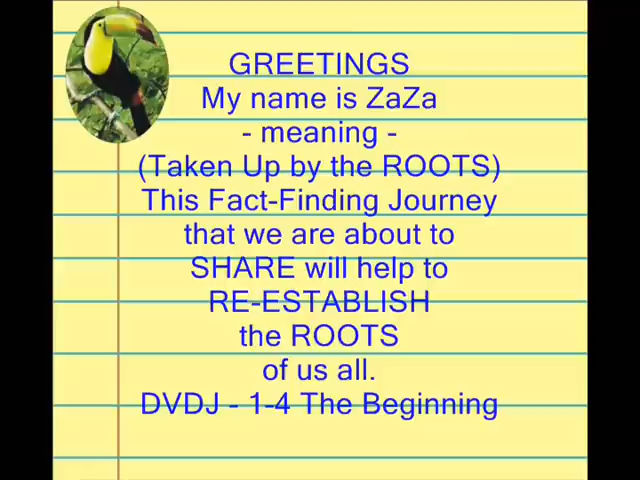 GREETINGS
My name is ZaZa
- meaning -
(Taken Up by the ROOTS)
This Fact-Finding Journey
that we are about to
SHARE will help to
RE-ESTABLISH
the ROOTS
of us all.
DVDJ - 1-4 The Beginning